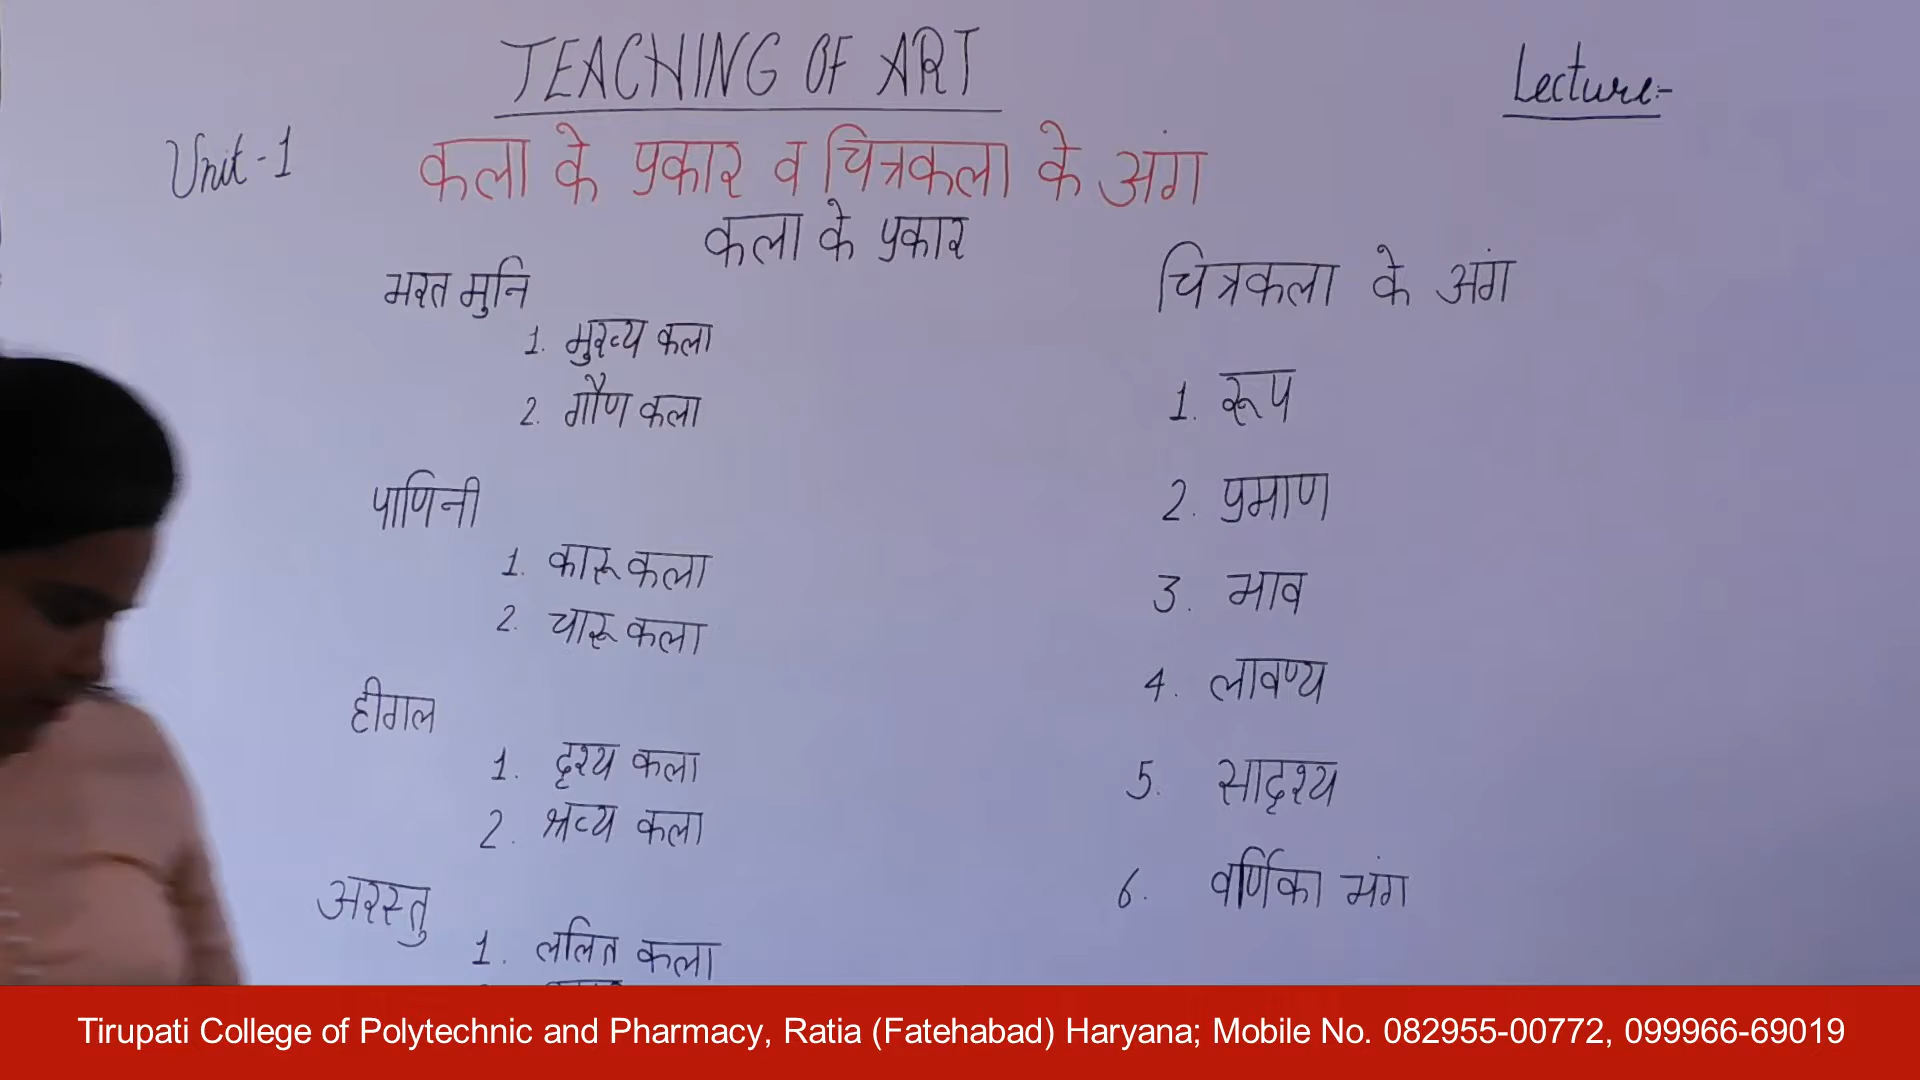 TEACHING OF ART
Lecture:-
Unit-1
कला के प्रकार व चित्रकला के अंग
कला के प्रकार
भरत मुनि
1. मुख्य कला
2. गौण कला
पाणिनी
1. कारू कला
2. चारू कला
हीगल
1. दृश्य कला
2. श्रव्य कला
अरस्तु
1. ललित कला
चित्रकला के अंग
1. रूप
2. प्रमाण
3. भाव
4. लावण्य
5. सादृश्य
6. वर्णिका भंग
Tirupati College of Polytechnic and Pharmacy, Ratia (Fatehabad) Haryana; Mobile No. 082955-00772, 099966-69019